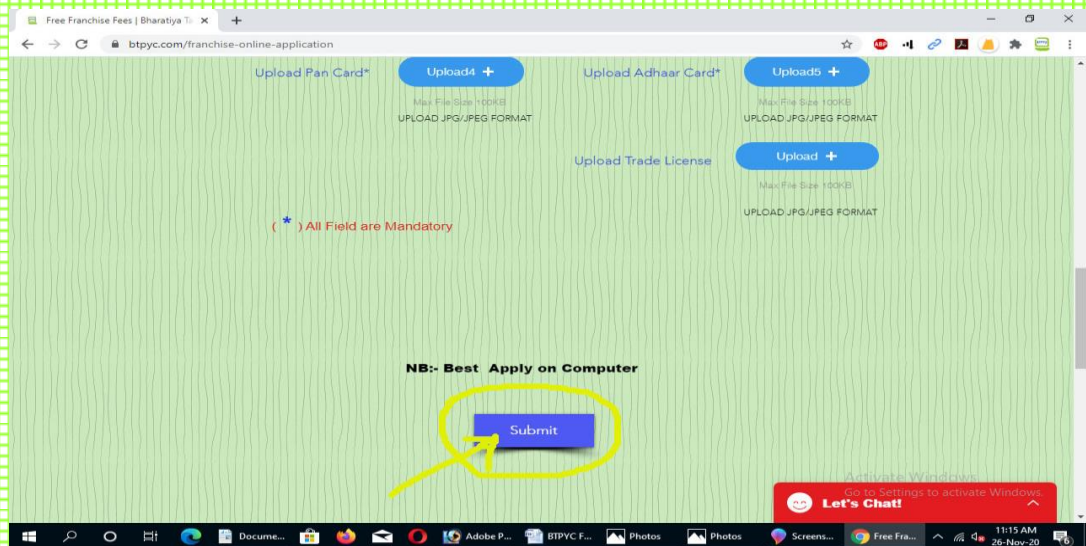 Free Franchise Fees | Bharatiya Ta
btpyc.com/franchise-online-application
ABP
Upload Pan Card*
Upload4 +
Upload Adhaar Card*
Upload5 +
Max File Size 100KB
Max File Size 100KB
UPLOAD JPG/JPEG FORMAT
UPLOAD JPG/JPEG FORMAT
Upload Trade License
Upload +
Max File Size 100KB
UPLOAD JPG/JPEG FORMAT
( * ) All Field are Mandatory
NB:- Best Apply on Computer
Submit
Activate Windows
Go to Settings to activate Windows.
Let's Chat!
Docume...
Adobe P...
BTPYC F...
Photos
Photos
Screens...
Free Fra...
11:15 AM
26-Nov-20